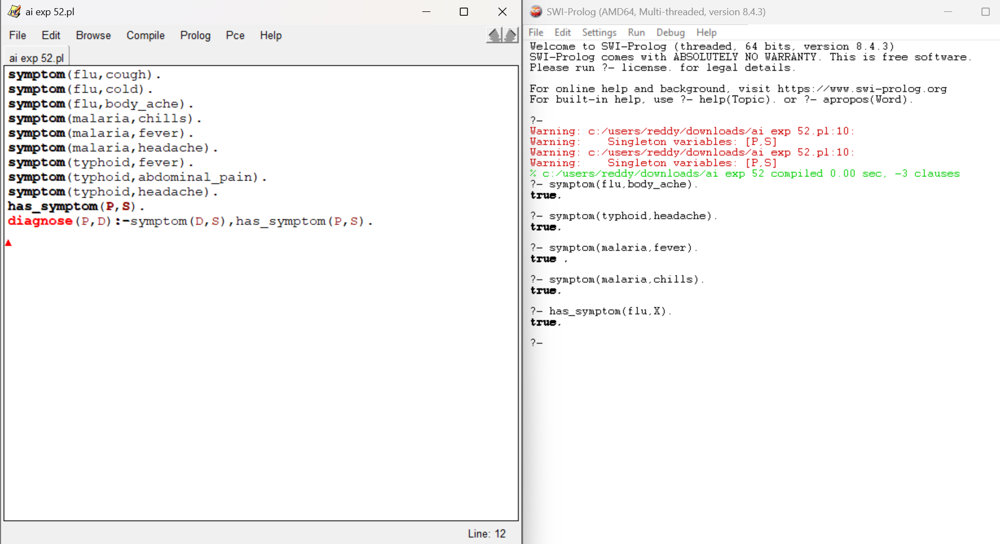 ai exp 52.pl
File Edit Browse Compile Prolog Pce Help
ai exp 52.pl
symptom(flu,cough).
symptom(flu,cold).
symptom(flu,body_ache).
symptom(malaria,chills).
symptom(malaria,fever).
symptom(malaria,headache).
symptom(typhoid,fever).
symptom(typhoid,abdominal_pain).
symptom(typhoid,headache).
has_symptom(P,S).
diagnose(P,D):-symptom(D,S),has_symptom(P,S).
Line: 12
SWI-Prolog (AMD64, Multi-threaded, version 8.4.3)
File Edit Settings Run Debug Help
Welcome to SWI-Prolog (threaded, 64 bits, version 8.4.3)
SWI-Prolog comes with ABSOLUTELY NO WARRANTY. This is free software.
Please run ?- license. for legal details.
For online help and background, visit https://www.swi-prolog.org
For built-in help, use ?- help(Topic). or ?- apropos(Word).
?-
Warning: c:/users/reddy/downloads/ai exp 52.pl:10:
Warning:    Singleton variables: [P,S]
Warning: c:/users/reddy/downloads/ai exp 52.pl:10:
Warning:    Singleton variables: [P,S]
% c:/users/reddy/downloads/ai exp 52 compiled 0.00 sec, -3 clauses
?- symptom(flu,body_ache).
true.
?- symptom(typhoid,headache).
true.
?- symptom(malaria,fever).
true .
?- symptom(malaria,chills).
true.
?- has_symptom(flu,X).
true.
?-